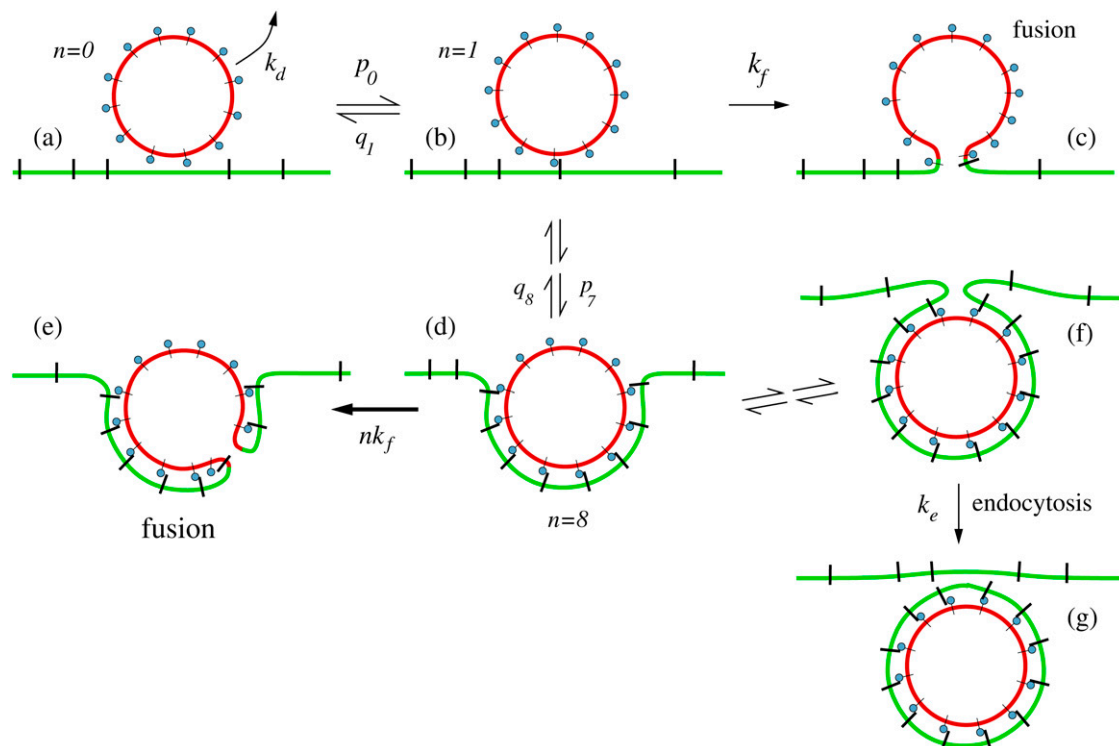 n=0
k_d
p_0
q_1
n=1
k_f
fusion
(a)
(b)
(c)
q_8
p_7
(e)
(d)
(f)
nk_f
n=8
fusion
k_e
endocytosis
(g)